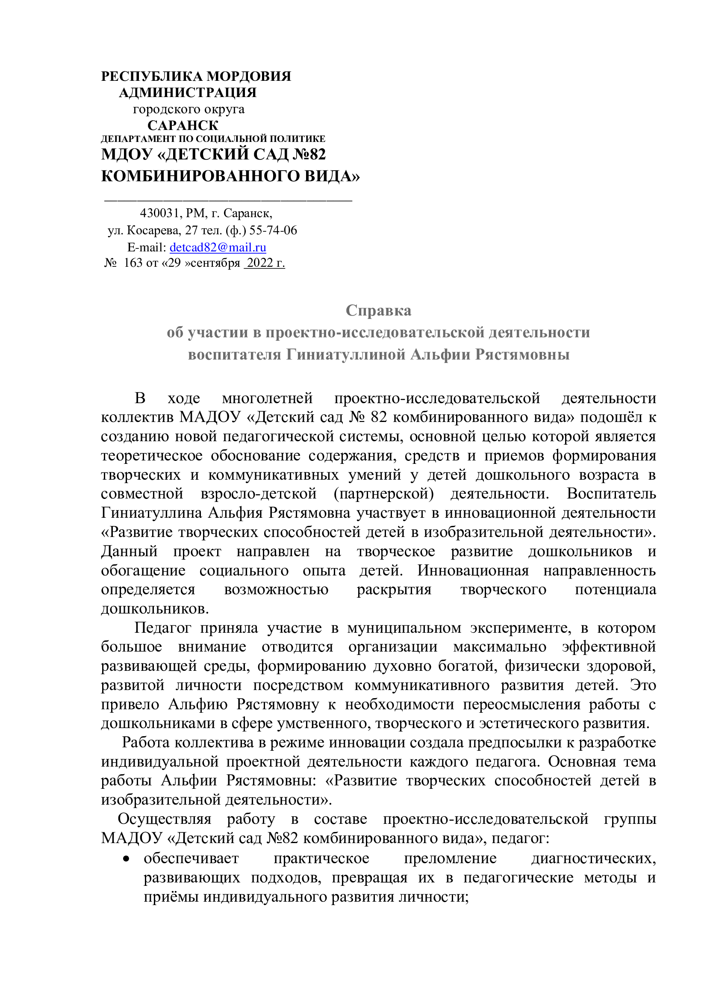 РЕСПУБЛИКА МОРДОВИЯ
АДМИНИСТРАЦИЯ
городского округа
САРАНСК
ДЕПАРТАМЕНТ ПО СОЦИАЛЬНОЙ ПОЛИТИКЕ
МДОУ «ДЕТСКИЙ САД №82
КОМБИНИРОВАННОГО ВИДА»
430031, РМ, г. Саранск,
ул. Косарева, 27 тел. (ф.) 55-74-06
E-mail: detcad82@mail.ru
№ 163 от «29 »сентября 2022 г.
Справка
об участии в проектно-исследовательской деятельности
воспитателя Гиниатуллиной Альфии Рястямовны
В ходе многолетней проектно-исследовательской деятельности
коллектив МАДОУ «Детский сад № 82 комбинированного вида» подошёл к
созданию новой педагогической системы, основной целью которой является
теоретическое обоснование содержания, средств и приемов формирования
творческих и коммуникативных умений у детей дошкольного возраста в
совместной взросло-детской (партнерской) деятельности. Воспитатель
Гиниатуллина Альфия Рястямовна участвует в инновационной деятельности
«Развитие творческих способностей детей в изобразительной деятельности».
Данный проект направлен на творческое развитие дошкольников и
обогащение социального опыта детей. Инновационная направленность
определяется возможностью раскрытия творческого потенциала
дошкольников.
Педагог приняла участие в муниципальном эксперименте, в котором
большое внимание отводится организации максимально эффективной
развивающей среды, формированию духовно богатой, физически здоровой,
развитой личности посредством коммуникативного развития детей. Это
привело Альфию Рястямовну к необходимости переосмысления работы с
дошкольниками в сфере умственного, творческого и эстетического развития.
Работа коллектива в режиме инновации создала предпосылки к разработке
индивидуальной проектной деятельности каждого педагога. Основная тема
работы Альфии Рястямовны: «Развитие творческих способностей детей в
изобразительной деятельности».
Осуществляя работу в составе проектно-исследовательской группы
МАДОУ «Детский сад №82 комбинированного вида», педагог:
• обеспечивает практическое преломление диагностических,
развивающих подходов, превращая их в педагогические методы и
приёмы индивидуального развития личности;